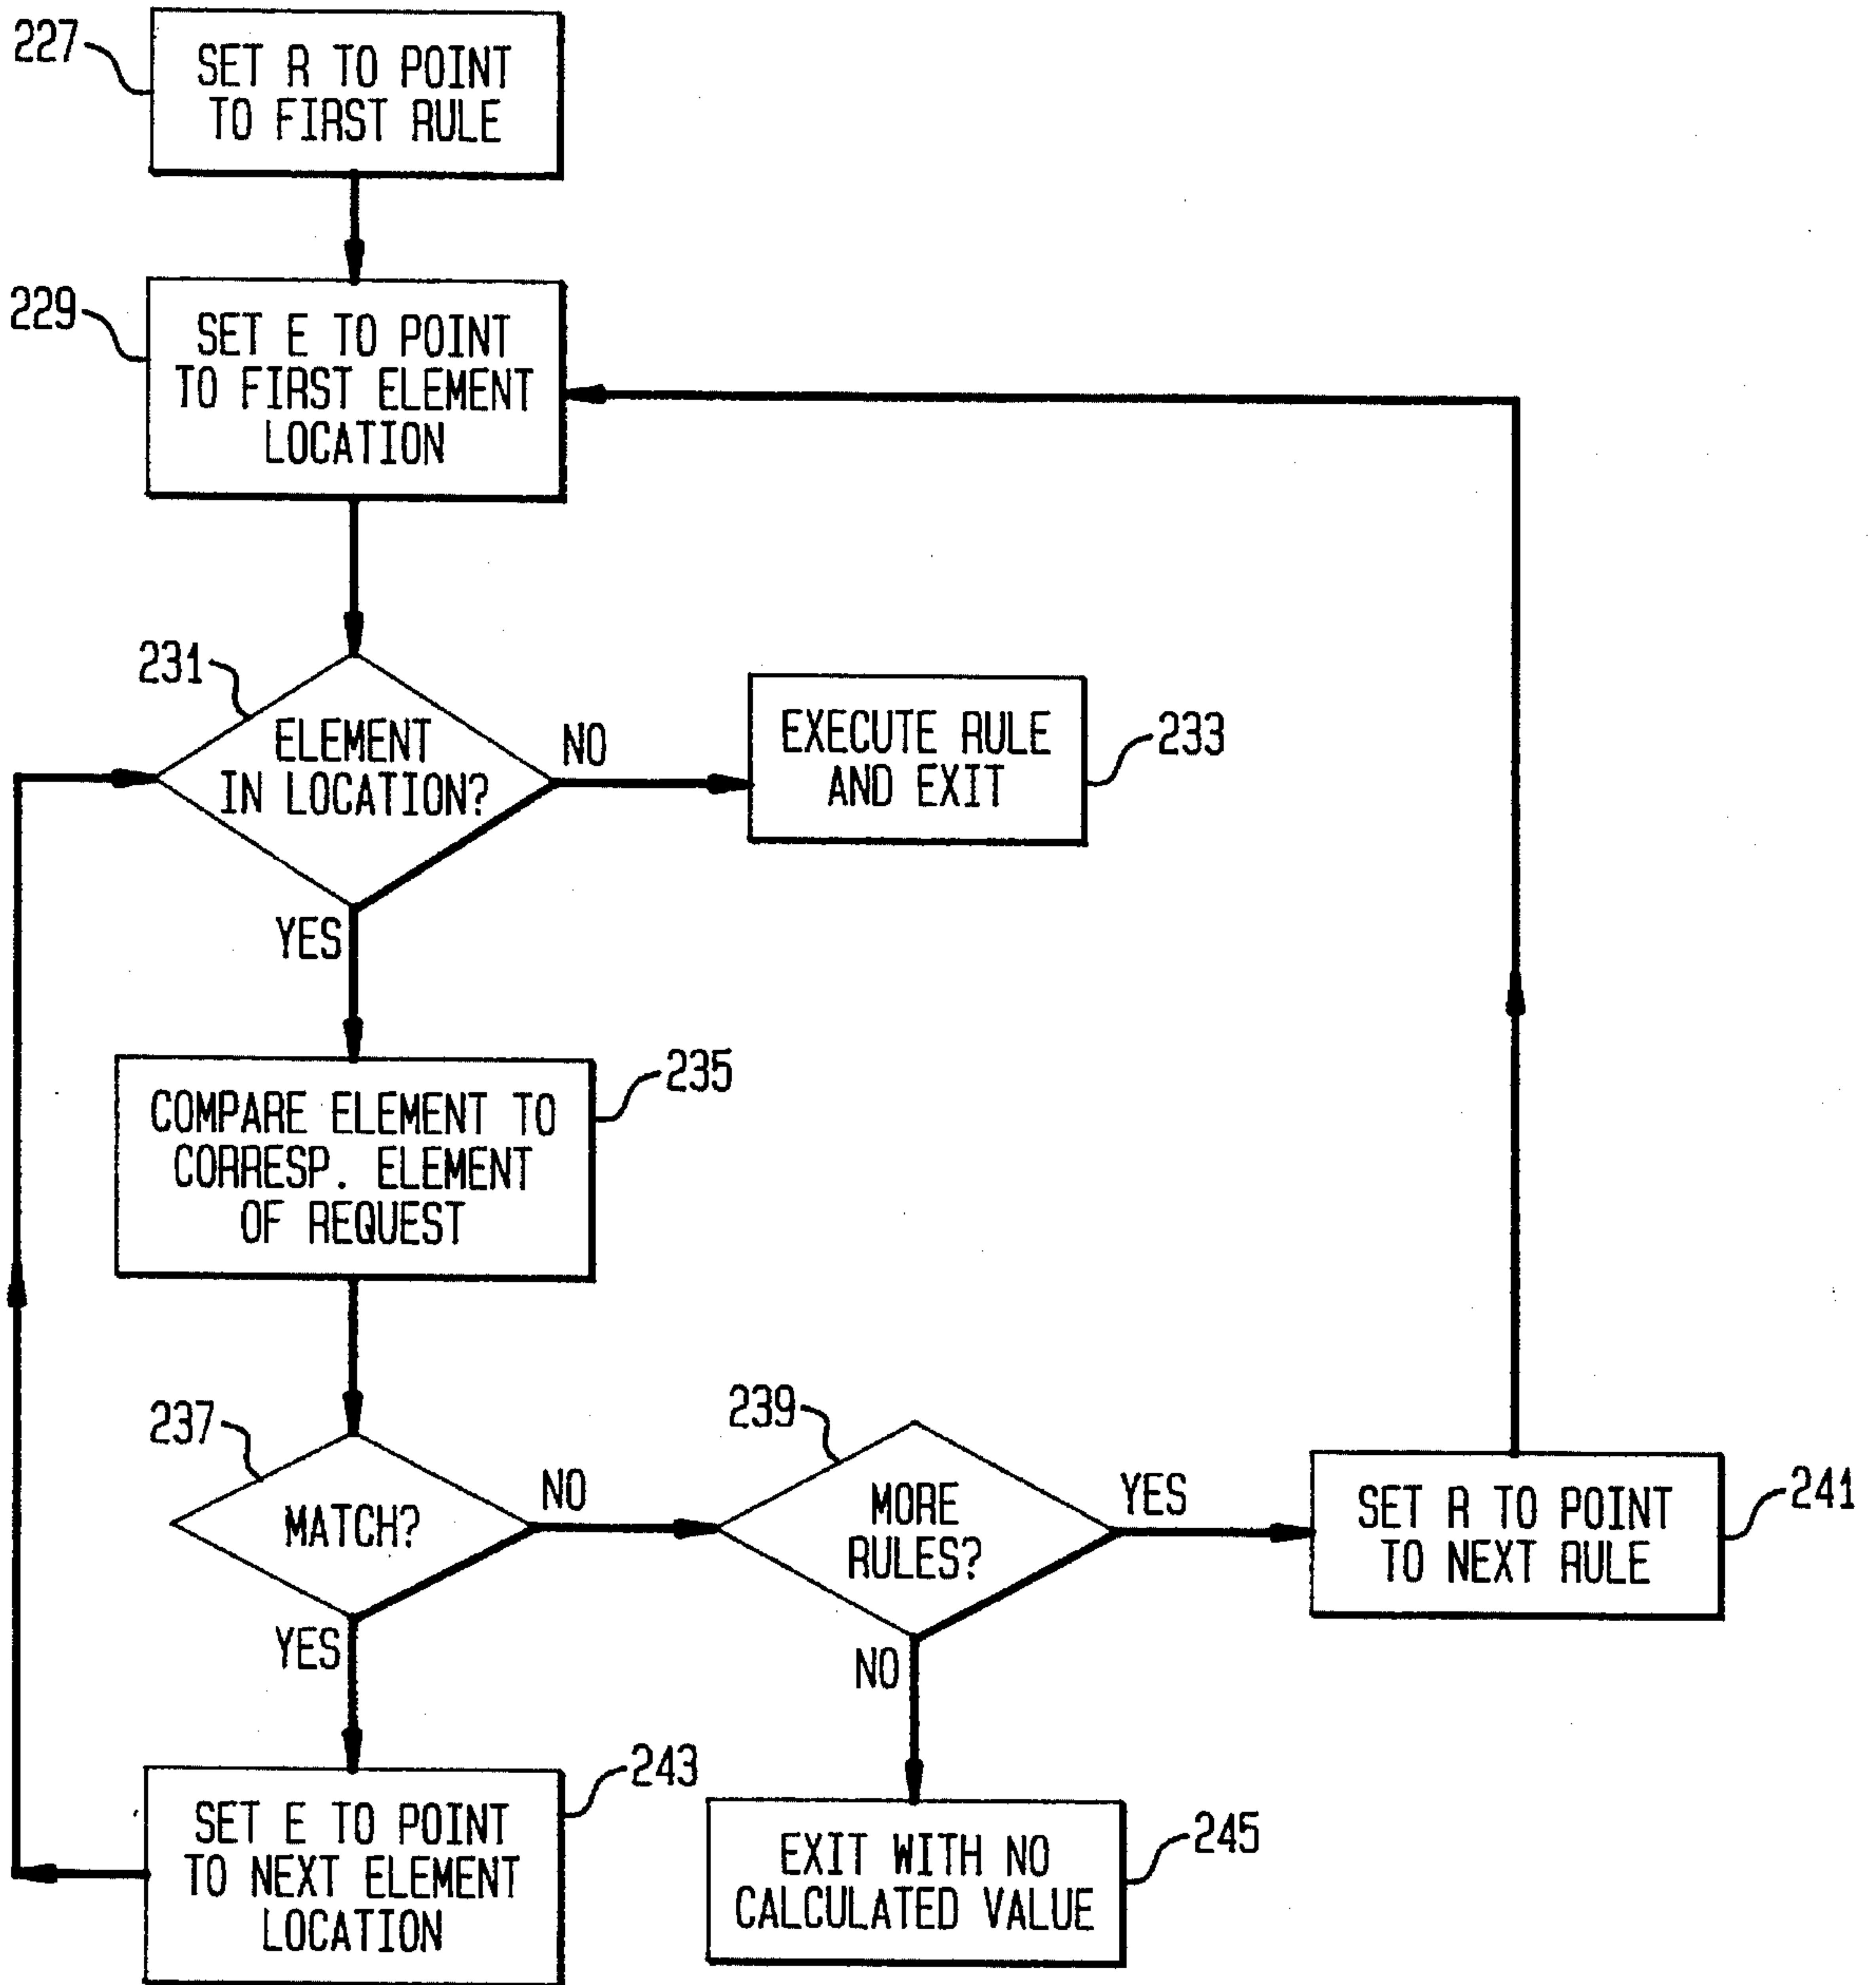 227
SET R TO POINT
TO FIRST RULE
229
SET E TO POINT
TO FIRST ELEMENT
LOCATION
231
ELEMENT
IN LOCATION?
NO
EXECUTE RULE
AND EXIT
233
YES
235
COMPARE ELEMENT TO
CORRESP. ELEMENT
OF REQUEST
237
MATCH?
NO
239
MORE
RULES?
YES
SET R TO POINT
TO NEXT RULE
241
YES
NO
243
SET E TO POINT
TO NEXT ELEMENT
LOCATION
EXIT WITH NO
CALCULATED VALUE
245